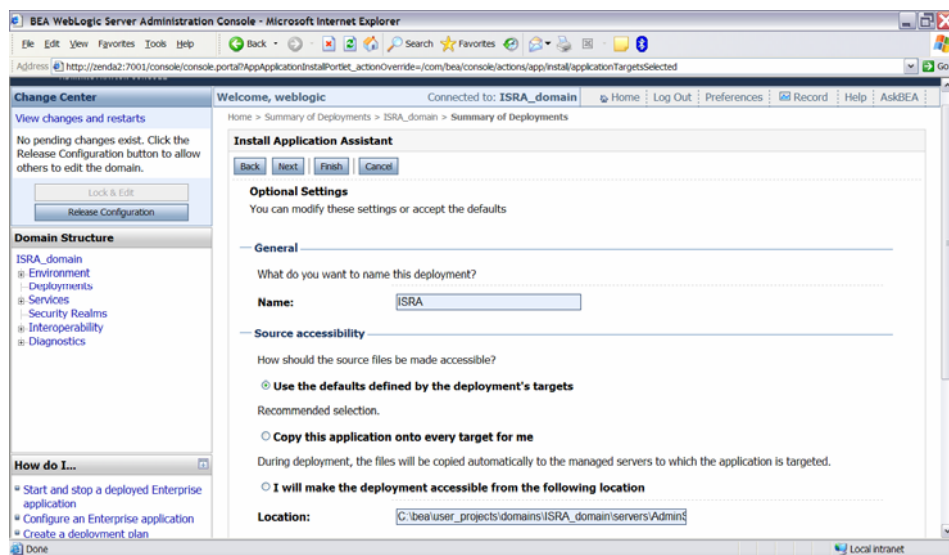 BEA WebLogic Server Administration Console - Microsoft Internet Explorer
File Edit View Favorites Tools Help
Back Search Favorites
Address http://zenda2:7001/console/console.portal?AppApplicationInstallPortlet_actionOverride=/com/bea/console/actions/app/install/applicationTargetsSelected Go
Change Center
View changes and restarts
No pending changes exist. Click the
Release Configuration button to allow
others to edit the domain.
Lock & Edit
Release Configuration
Domain Structure
ISRA_domain
Environment
Deployments
Services
Security Realms
Interoperability
Diagnostics
How do I...
Start and stop a deployed Enterprise
application
Configure an Enterprise application
Create a deployment plan
Welcome, weblogic Connected to: ISRA_domain Home Log Out Preferences Record Help AskBEA
Home > Summary of Deployments > ISRA_domain > Summary of Deployments
Install Application Assistant
Back Next Finish Cancel
Optional Settings
You can modify these settings or accept the defaults
General
What do you want to name this deployment?
Name: ISRA
Source accessibility
How should the source files be made accessible?
Use the defaults defined by the deployment's targets
Recommended selection.
Copy this application onto every target for me
During deployment, the files will be copied automatically to the managed servers to which the application is targeted.
I will make the deployment accessible from the following location
Location: C:\bea\user_projects\domains\ISRA_domain\servers\Admin
Done Local intranet